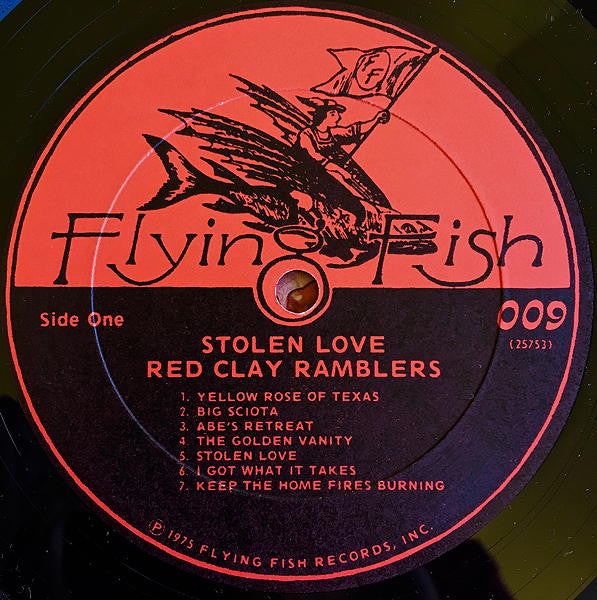 FF
Flying Fish
Side One
009
(25753)
STOLEN LOVE
RED CLAY RAMBLERS
1. YELLOW ROSE OF TEXAS
2. BIG SCIOTA
3. ABE'S RETREAT
4. THE GOLDEN VANITY
5. STOLEN LOVE
6. I GOT WHAT IT TAKES
7. KEEP THE HOME FIRES BURNING
℗ 1975 FLYING FISH RECORDS, INC.